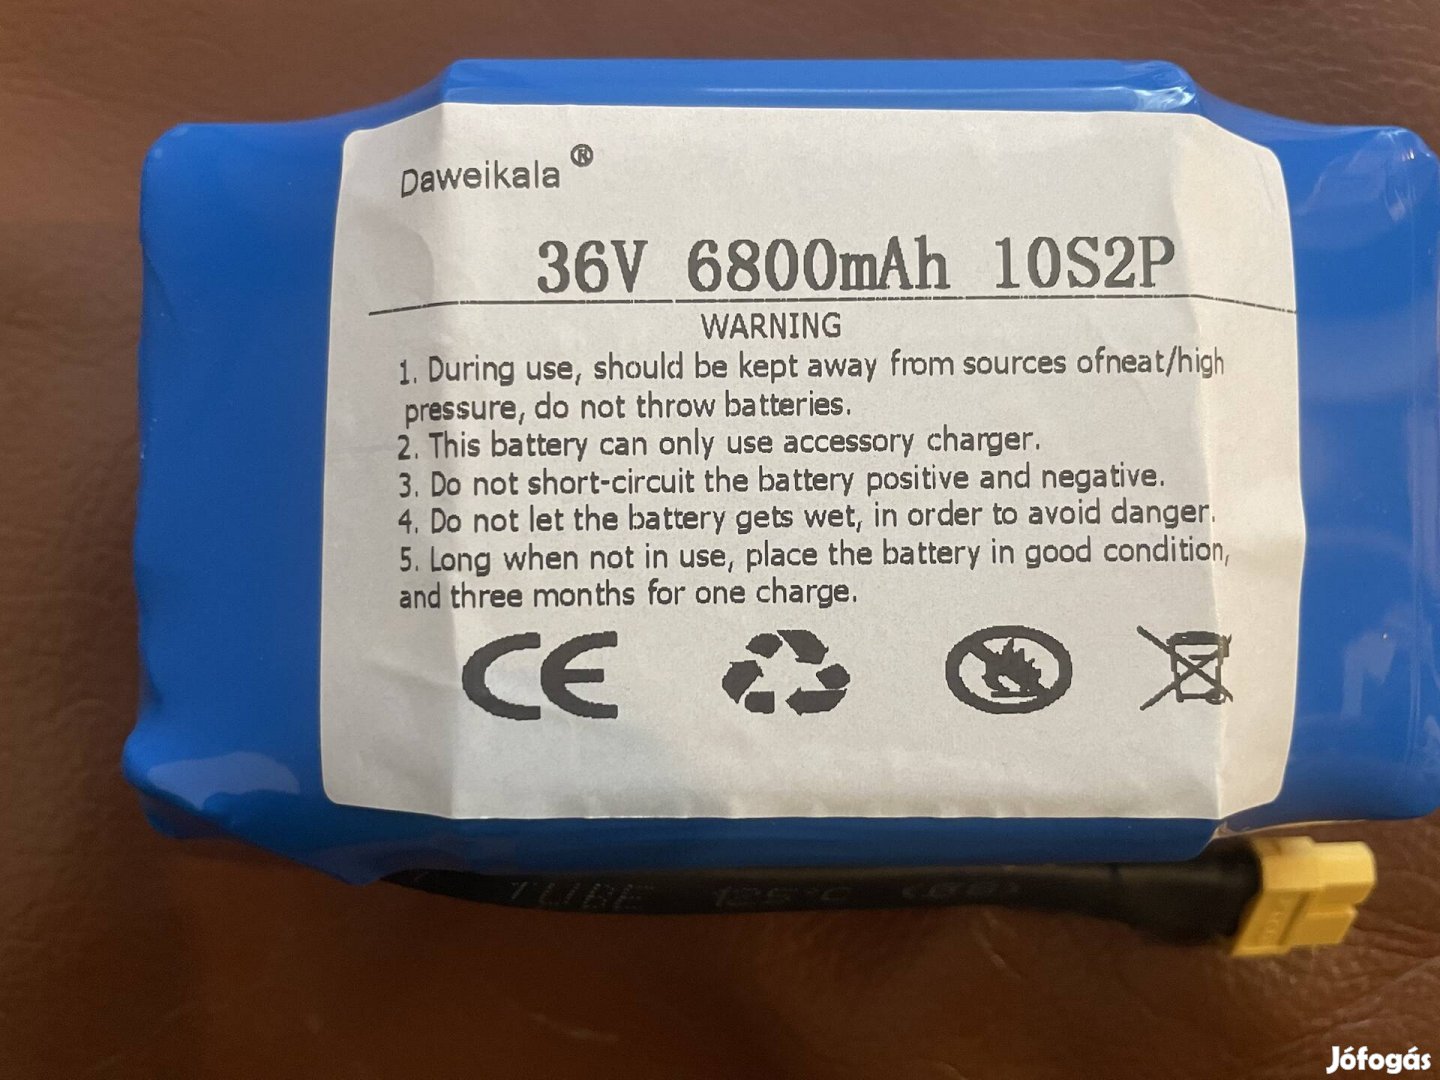 Daweikala ®
36V 6800mAh 10S2P
WARNING
1. During use, should be kept away from sources ofneat/high
pressure, do not throw batteries.
2. This battery can only use accessory charger.
3. Do not short-circuit the battery positive and negative.
4. Do not let the battery gets wet, in order to avoid danger.
5. Long when not in use, place the battery in good condition,
and three months for one charge.
CE
TUBE 125°C
Jófogás